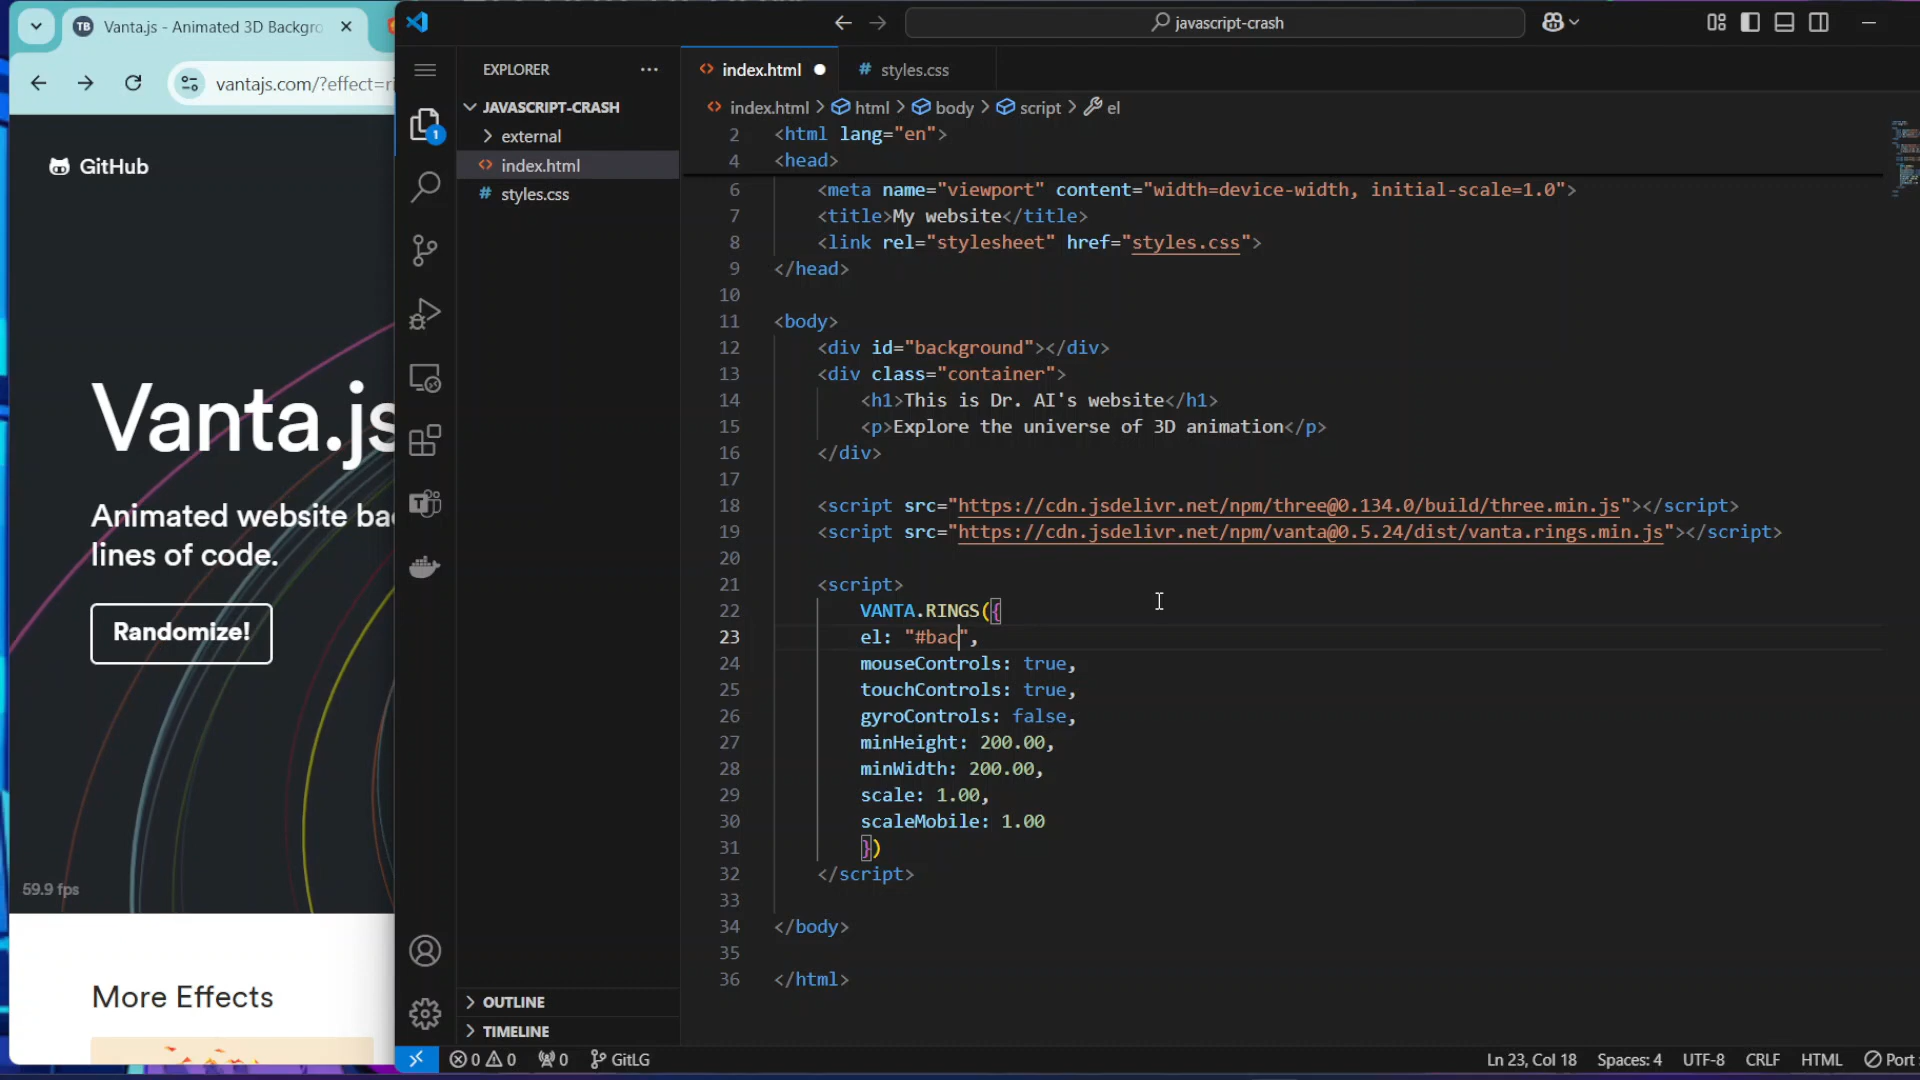 TB Vanta.js - Animated 3D Backgro
vantajs.com/?effect=ri
GitHub
Vanta.js
Animated website ba
lines of code.
Randomize!
59.9 fps
More Effects
javascript-crash
EXPLORER
JAVASCRIPT-CRASH
external
index.html
styles.css
OUTLINE
TIMELINE
1
index.html
styles.css
index.html > html > body > script > el
2 <html lang="en">
4 <head>
6 <meta name="viewport" content="width=device-width, initial-scale=1.0">
7 <title>My website</title>
8 <link rel="stylesheet" href="styles.css">
9 </head>
10
11 <body>
12 <div id="background"></div>
13 <div class="container">
14 <h1>This is Dr. AI's website</h1>
15 <p>Explore the universe of 3D animation</p>
16 </div>
17
18 <script src="https://cdn.jsdelivr.net/npm/three@0.134.0/build/three.min.js"></script>
19 <script src="https://cdn.jsdelivr.net/npm/vanta@0.5.24/dist/vanta.rings.min.js"></script>
20
21 <script>
22 VANTA.RINGS({
23 el: "#bac",
24 mouseControls: true,
25 touchControls: true,
26 gyroControls: false,
27 minHeight: 200.00,
28 minWidth: 200.00,
29 scale: 1.00,
30 scaleMobile: 1.00
31 })
32 </script>
33
34 </body>
35
36 </html>
0 0 0 GitLG
Ln 23, Col 18 Spaces: 4 UTF-8 CRLF HTML Port